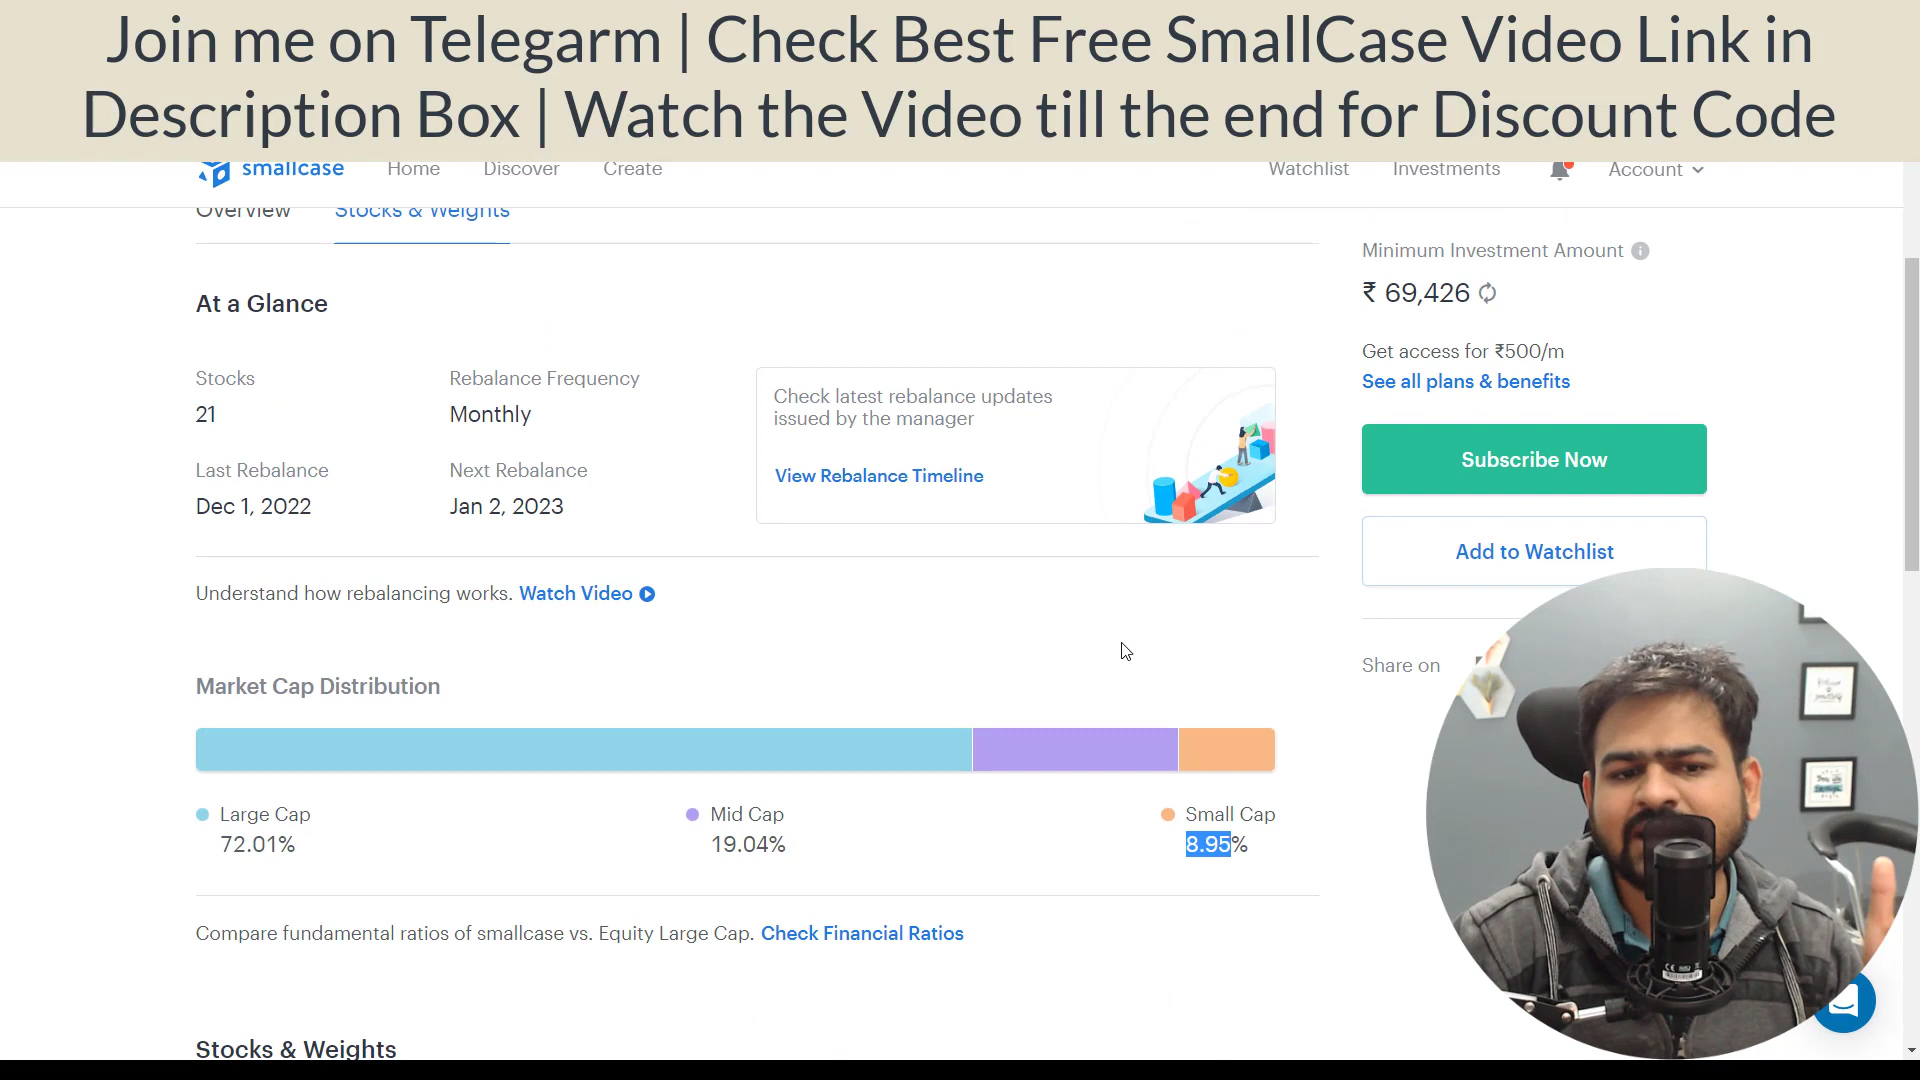 Join me on Telegarm | Check Best Free SmallCase Video Link in
Description Box | Watch the Video till the end for Discount Code
smallcase Home Discover Create Watchlist Investments Account
Overview Stocks & Weights
Minimum Investment Amount
₹ 69,426
At a Glance
Get access for ₹500/m
See all plans & benefits
Stocks Rebalance Frequency
21 Monthly
Check latest rebalance updates
issued by the manager
View Rebalance Timeline
Subscribe Now
Last Rebalance Next Rebalance
Dec 1, 2022 Jan 2, 2023
Add to Watchlist
Understand how rebalancing works. Watch Video
Share on
Market Cap Distribution
Large Cap Mid Cap Small Cap
72.01% 19.04% 8.95%
Compare fundamental ratios of smallcase vs. Equity Large Cap. Check Financial Ratios
Stocks & Weights